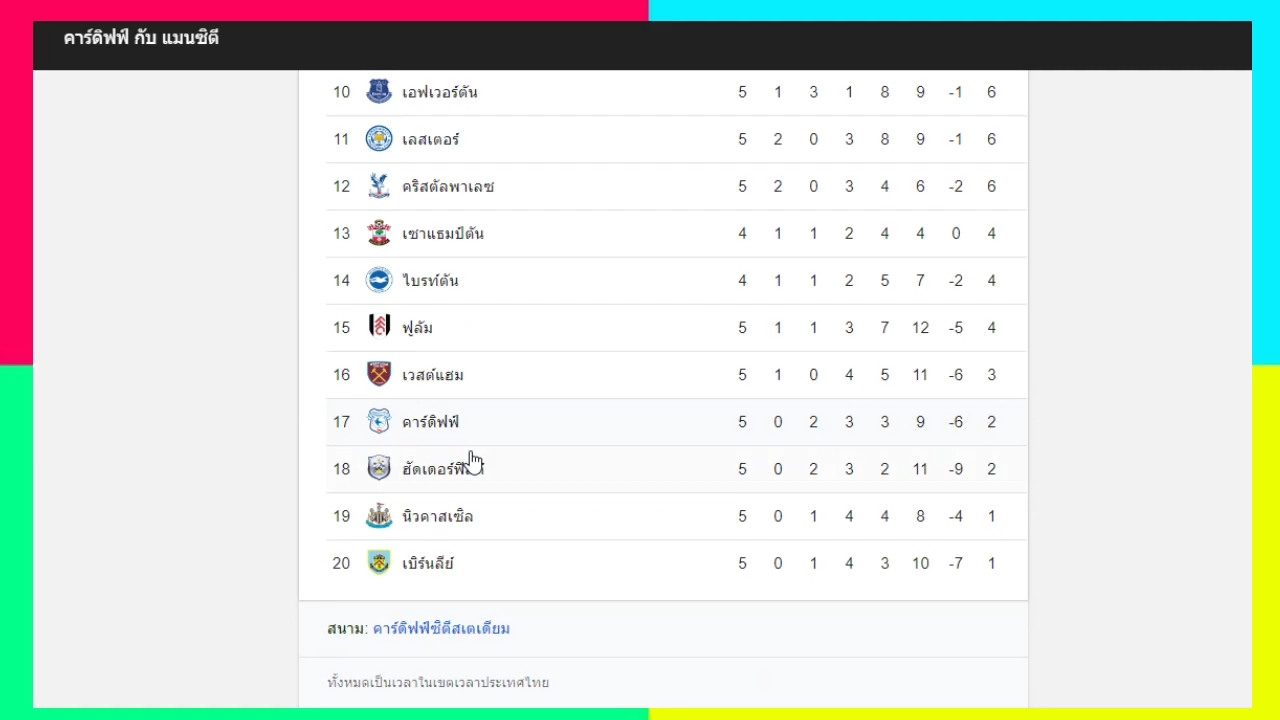 คาร์ดิฟฟ์ กับ แมนซิตี
10 เอฟเวอร์ตัน 5 1 3 1 8 9 -1 6
11 เลสเตอร์ 5 2 0 3 8 9 -1 6
12 คริสตัลพาเลซ 5 2 0 3 4 6 -2 6
13 เซาแธมป์ตัน 4 1 1 2 4 4 0 4
14 ไบรท์ตัน 4 1 1 2 5 7 -2 4
15 ฟูลัม 5 1 1 3 7 12 -5 4
16 เวสต์แฮม 5 1 0 4 5 11 -6 3
17 คาร์ดิฟฟ์ 5 0 2 3 3 9 -6 2
18 5 0 2 3 2 11 -9 2
19 นิวคาสเซิล 5 0 1 4 4 8 -4 1
20 เบิร์นลีย์ 5 0 1 4 3 10 -7 1
สนาม: คาร์ดิฟฟ์ซิตีสเตเดียม
ทั้งหมดเป็นเวลาในเขตเวลาประเทศไทย